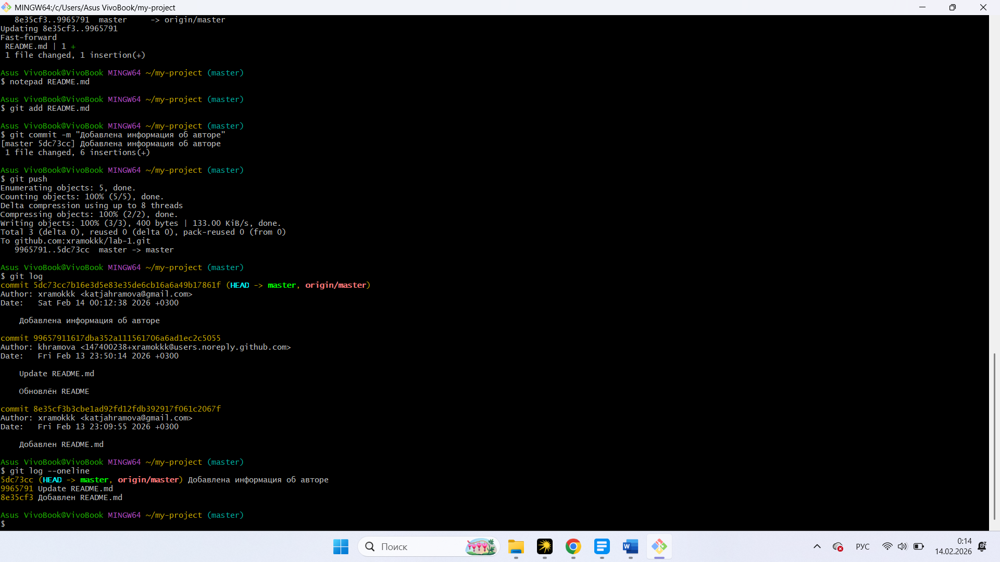 MINGW64:/c/Users/Asus VivoBook/my-project
   8e35cf3..9965791  master     -> origin/master
Updating 8e35cf3..9965791
Fast-forward
 README.md | 1 +
 1 file changed, 1 insertion(+)
Asus VivoBook@VivoBook MINGW64 ~/my-project (master)
$ notepad README.md
Asus VivoBook@VivoBook MINGW64 ~/my-project (master)
$ git add README.md
Asus VivoBook@VivoBook MINGW64 ~/my-project (master)
$ git commit -m "Добавлена информация об авторе"
[master 5dc73cc] Добавлена информация об авторе
 1 file changed, 6 insertions(+)
Asus VivoBook@VivoBook MINGW64 ~/my-project (master)
$ git push
Enumerating objects: 5, done.
Counting objects: 100% (5/5), done.
Delta compression using up to 8 threads
Compressing objects: 100% (2/2), done.
Writing objects: 100% (3/3), 400 bytes | 133.00 KiB/s, done.
Total 3 (delta 0), reused 0 (delta 0), pack-reused 0 (from 0)
To github.com:xramokkk/lab-1.git
   9965791..5dc73cc  master -> master
Asus VivoBook@VivoBook MINGW64 ~/my-project (master)
$ git log
commit 5dc73cc7b16e3d5e83e35de6cb16a6a49b17861f (HEAD -> master, origin/master)
Author: xramokkk <katjahramova@gmail.com>
Date:   Sat Feb 14 00:12:38 2026 +0300
    Добавлена информация об авторе
commit 99657911617dba352a111561706a6ad1ec2c5055
Author: khramova <147400238+xramokkk@users.noreply.github.com>
Date:   Fri Feb 13 23:50:14 2026 +0300
    Update README.md
    Обновлён README
commit 8e35cf3b3cbe1ad92fd12fdb392917f061c2067f
Author: xramokkk <katjahramova@gmail.com>
Date:   Fri Feb 13 23:09:55 2026 +0300
    Добавлен README.md
Asus VivoBook@VivoBook MINGW64 ~/my-project (master)
$ git log --oneline
5dc73cc (HEAD -> master, origin/master) Добавлена информация об авторе
9965791 Update README.md
8e35cf3 Добавлен README.md
Asus VivoBook@VivoBook MINGW64 ~/my-project (master)
$
Поиск
W
РУС
0:14
14.02.2026